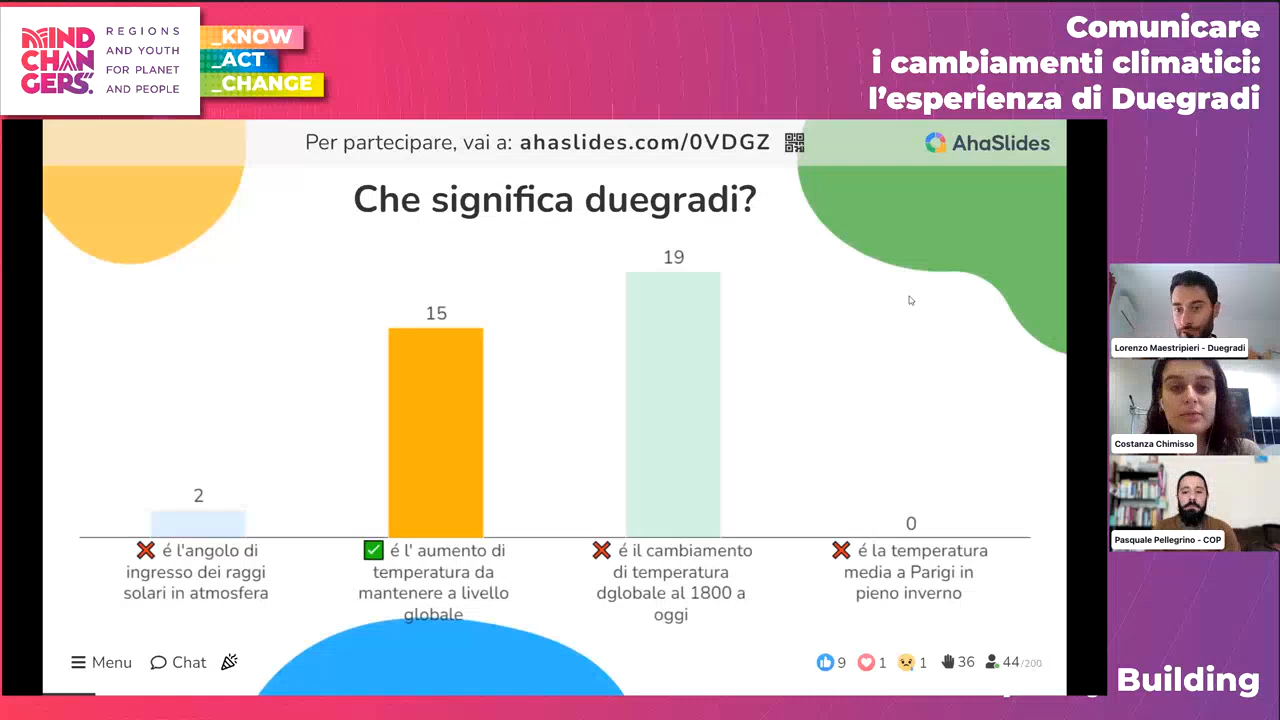 MIND
CHAN
GERS
REGIONS
AND YOUTH
FOR PLANET
AND PEOPLE
_KNOW
_ACT
_CHANGE
Comunicare
i cambiamenti climatici:
l'esperienza di Duegradi
Per partecipare, vai a: ahaslides.com/0VDGZ
AhaSlides
Che significa duegradi?
2
15
19
0
é l'angolo di
ingresso dei raggi
solari in atmosfera
é l' aumento di
temperatura da
mantenere a livello
globale
é il cambiamento
di temperatura
dglobale al 1800 a
oggi
é la temperatura
media a Parigi in
pieno inverno
Menu
Chat
9
1
1
36
44/200
Lorenzo Maestripieri - Duegradi
Costanza Chimisso
Pasquale Pellegrino - COP
Building